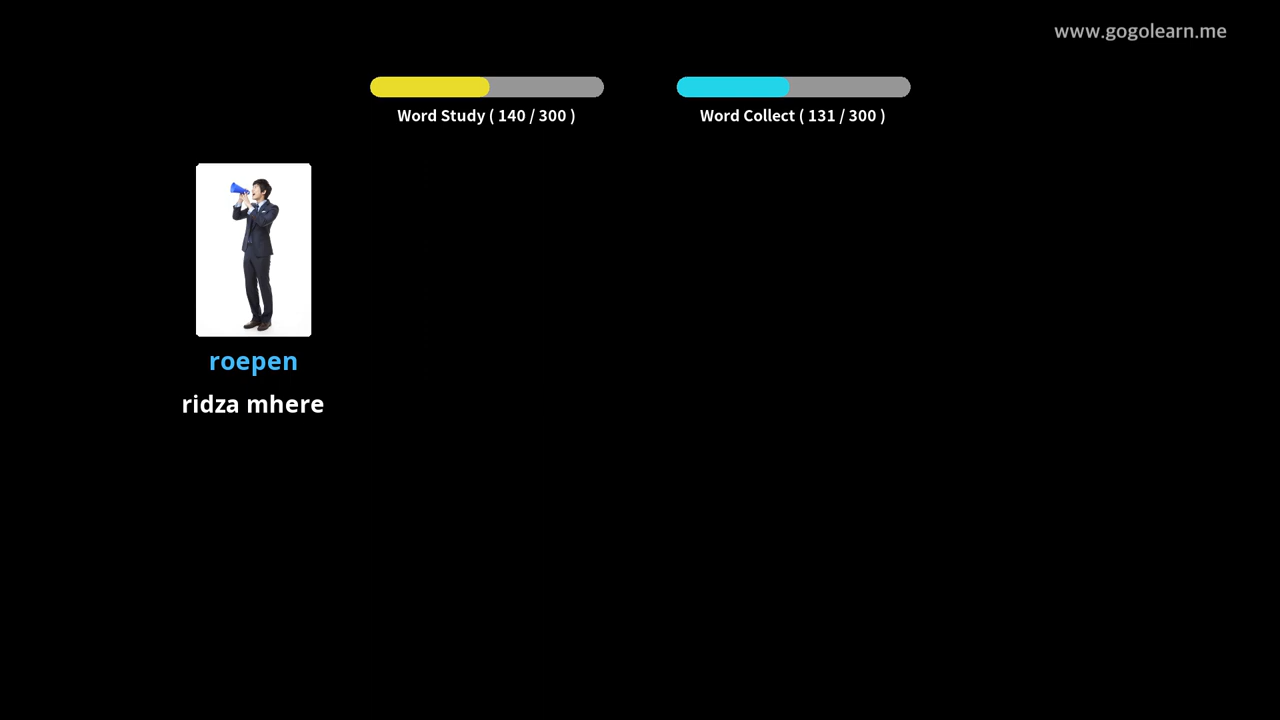 www.gogolearn.me
Word Study ( 140 / 300 )
Word Collect ( 131 / 300 )
roepen
ridza mhere